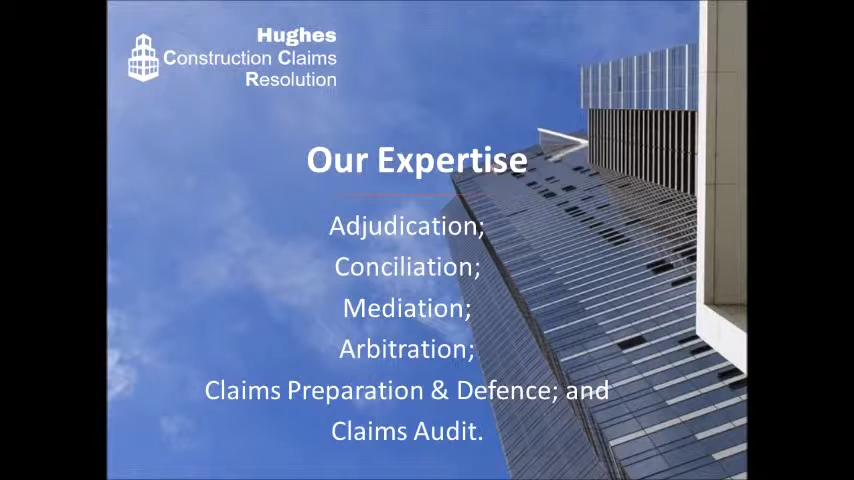 Hughes
Construction Claims
Resolution
Our Expertise
Adjudication;
Conciliation;
Mediation;
Arbitration;
Claims Preparation & Defence; and
Claims Audit.